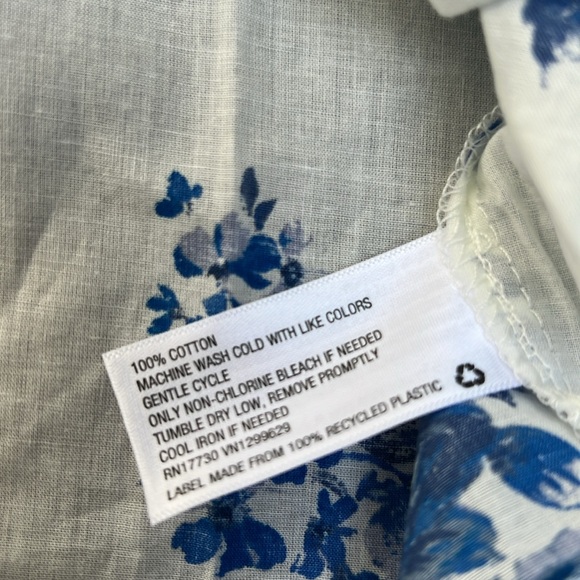 100% COTTON
MACHINE WASH COLD WITH LIKE COLORS
GENTLE CYCLE
ONLY NON-CHLORINE BLEACH IF NEEDED
TUMBLE DRY LOW, REMOVE PROMPTLY
COOL IRON IF NEEDED
RN17730 VN1299629
LABEL MADE FROM 100% RECYCLED PLASTIC